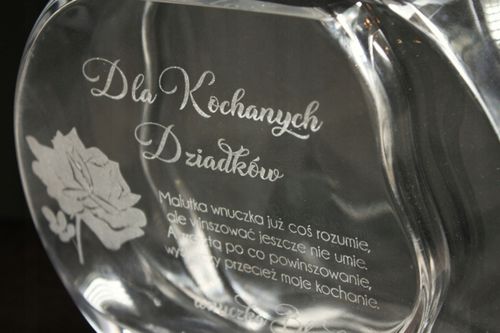 Dla Kochanych
Dziadków
Malutka wnuczka już coś rozumie,
ale winszować jeszcze nie umie.
A po co powinszowanie,
przecież moje kochanie.
wnuczka